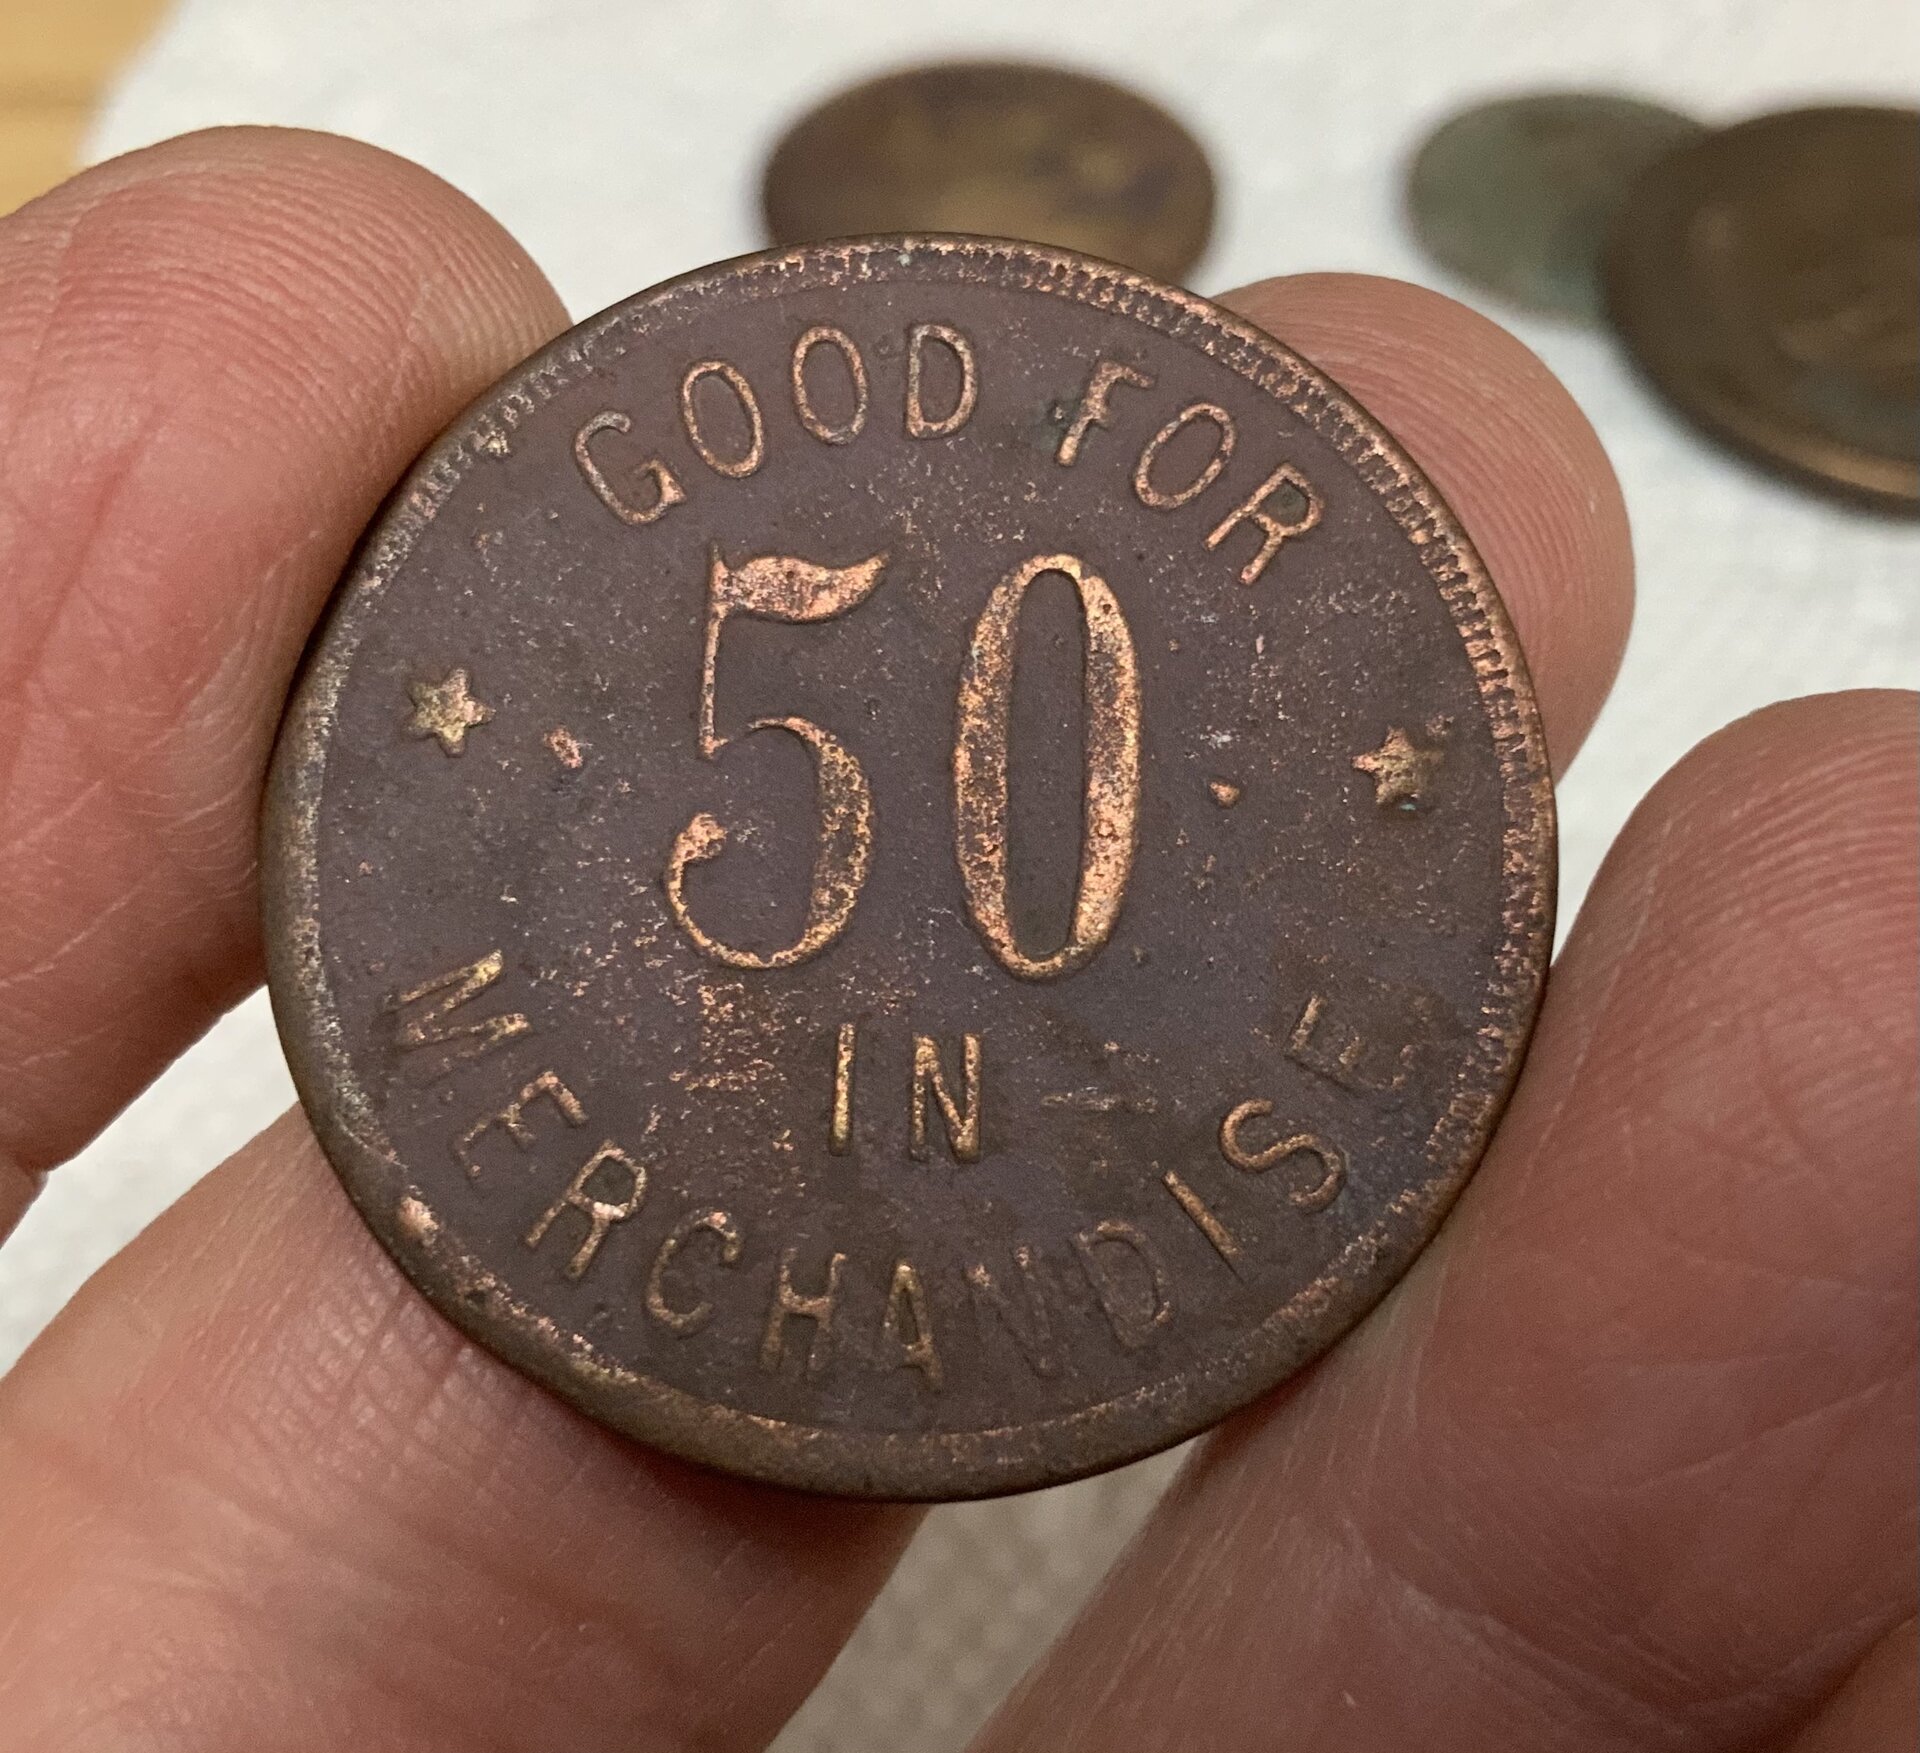 GOOD FOR
50
IN
MERCHANDISE